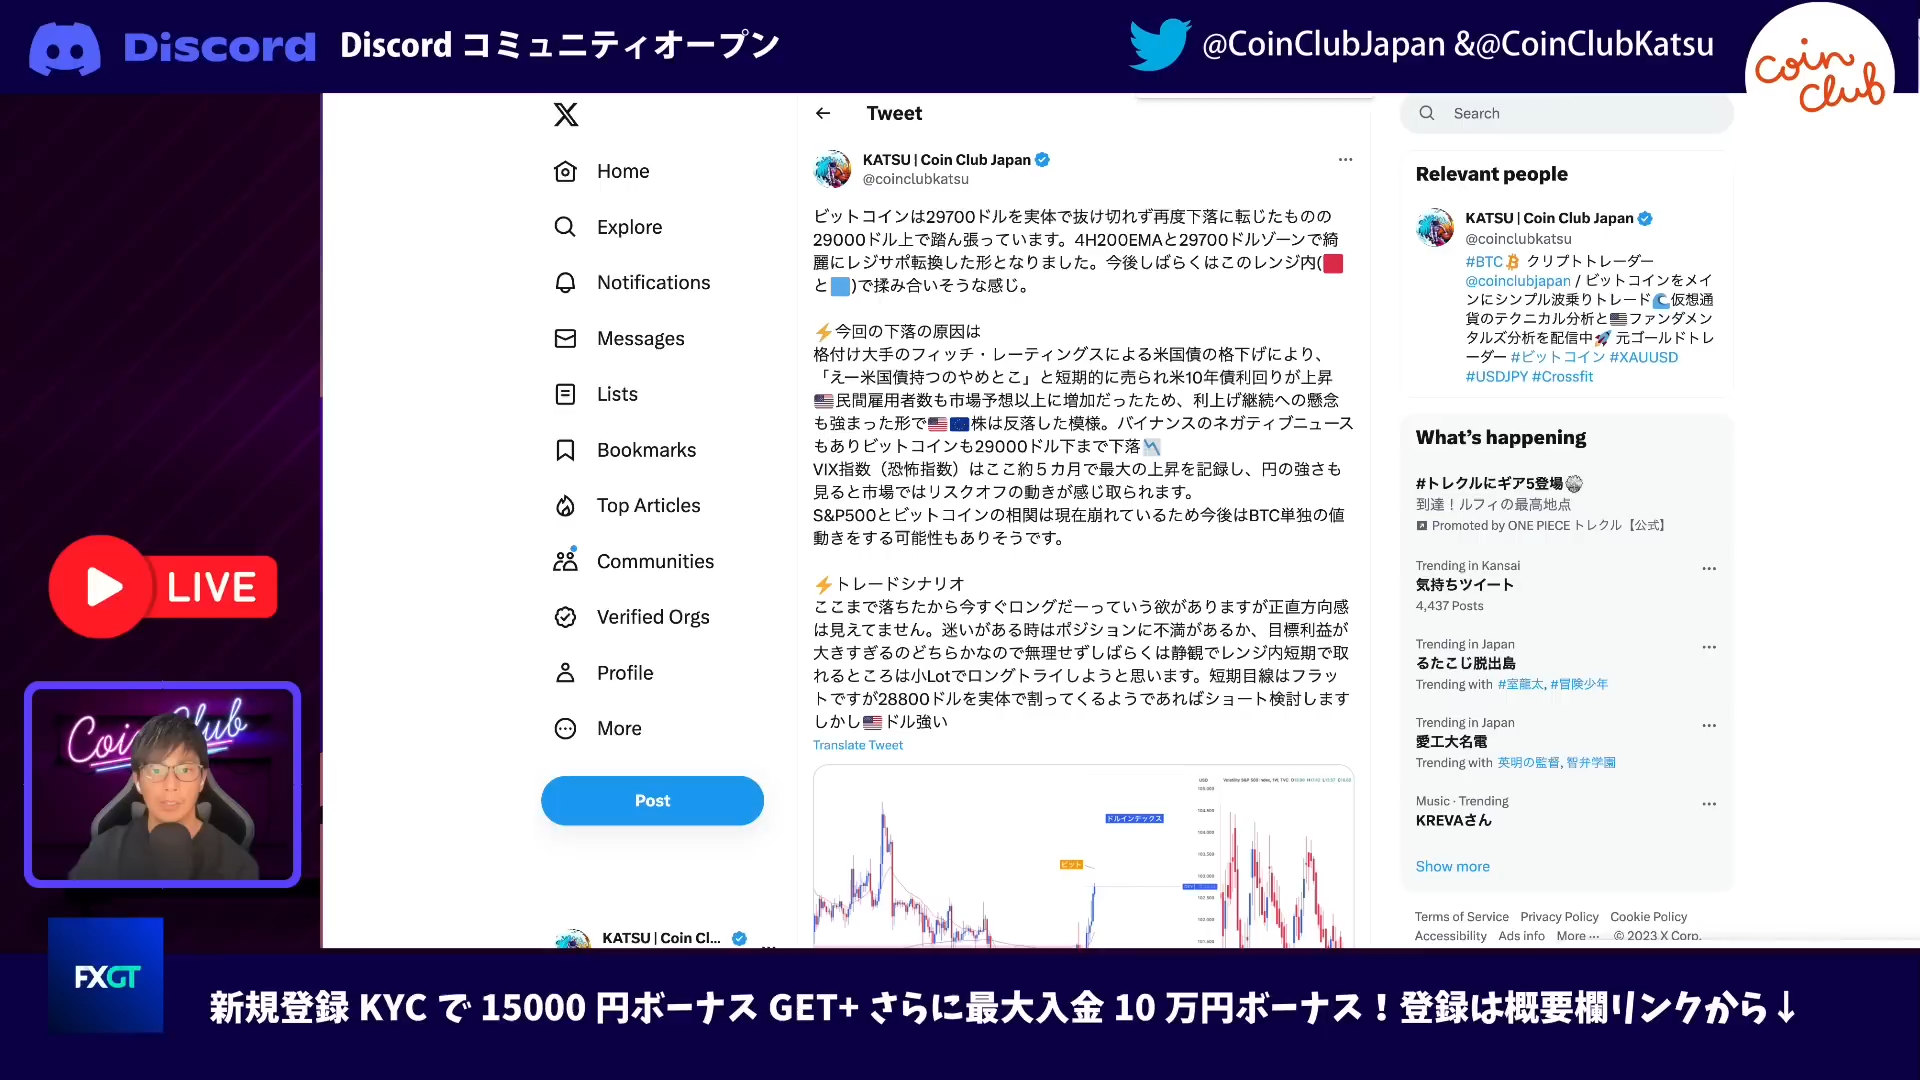 Discord Discord コミュニティオープン
@CoinClubJapan &@CoinClubKatsu
coin club
Tweet
Search
KATSU | Coin Club Japan
@coinclubkatsu
ビットコインは29700ドルを実体で抜け切れず再度下落に転じたものの
29000ドル上で踏ん張っています。4H200EMAと29700ドルゾーンで綺
麗にレジサポ転換した形となりました。今後しばらくはこのレンジ内(🟥
と🟦)で揉み合いそうな感じ。
⚡今回の下落の原因は
格付け大手のフィッチ・レーティングスによる米国債の格下げにより、
「えー米国債持つのやめとこ」と短期的に売られ米10年債利回りが上昇
🇺🇸民間雇用者数も市場予想以上に増加だったため、利上げ継続への懸念
も強まった形で🇺🇸🇪🇺株は反落した模様。バイナンスのネガティブニュース
もありビットコインも29000ドル下まで下落📉
VIX指数（恐怖指数）はここ約５カ月で最大の上昇を記録し、円の強さも
見ると市場ではリスクオフの動きが感じ取られます。
S&P500とビットコインの相関は現在崩れているため今後はBTC単独の値
動きをする可能性もありそうです。
⚡トレードシナリオ
ここまで落ちたから今すぐロングだーっていう欲がありますが正直方向感
は見えてません。迷いがある時はポジションに不満があるか、目標利益が
大きすぎるのどちらかなので無理せずしばらくは静観でレンジ内短期で取
れるところは小Lotでロングトライしようと思います。短期目線はフラッ
トですが28800ドルを実体で割ってくるようであればショート検討します
しかし🇺🇸ドル強い
Translate Tweet
ドルインデックス
ビット
USD
Home
Explore
Notifications
Messages
Lists
Bookmarks
Top Articles
Communities
Verified Orgs
Profile
More
Post
KATSU | Coin Cl...
Relevant people
KATSU | Coin Club Japan
@coinclubkatsu
#BTC クリプトトレーダー
@coinclubjapan / ビットコインをメイ
ンにシンプル波乗りトレード🌊仮想通
貨のテクニカル分析と🇺🇸ファンダメン
タルズ分析を配信中🚀 元ゴールドトレ
ーダー #ビットコイン #XAUUSD
#USDJPY #Crossfit
What's happening
#トレクルにギア5登場
到達！ルフィの最高地点
Promoted by ONE PIECE トレクル【公式】
Trending in Kansai
気持ちツイート
4,437 Posts
Trending in Japan
るたこじ脱出島
Trending with #室龍太, #冒険少年
Trending in Japan
愛工大名電
Trending with 英明の監督, 智弁学園
Music · Trending
KREVAさん
Show more
Terms of Service Privacy Policy Cookie Policy
Accessibility Ads info More ··· © 2023 X Corp.
LIVE
Coin Club
FXGT
新規登録 KYC で 15000 円ボーナス GET+ さらに最大入金 10 万円ボーナス！登録は概要欄リンクから↓